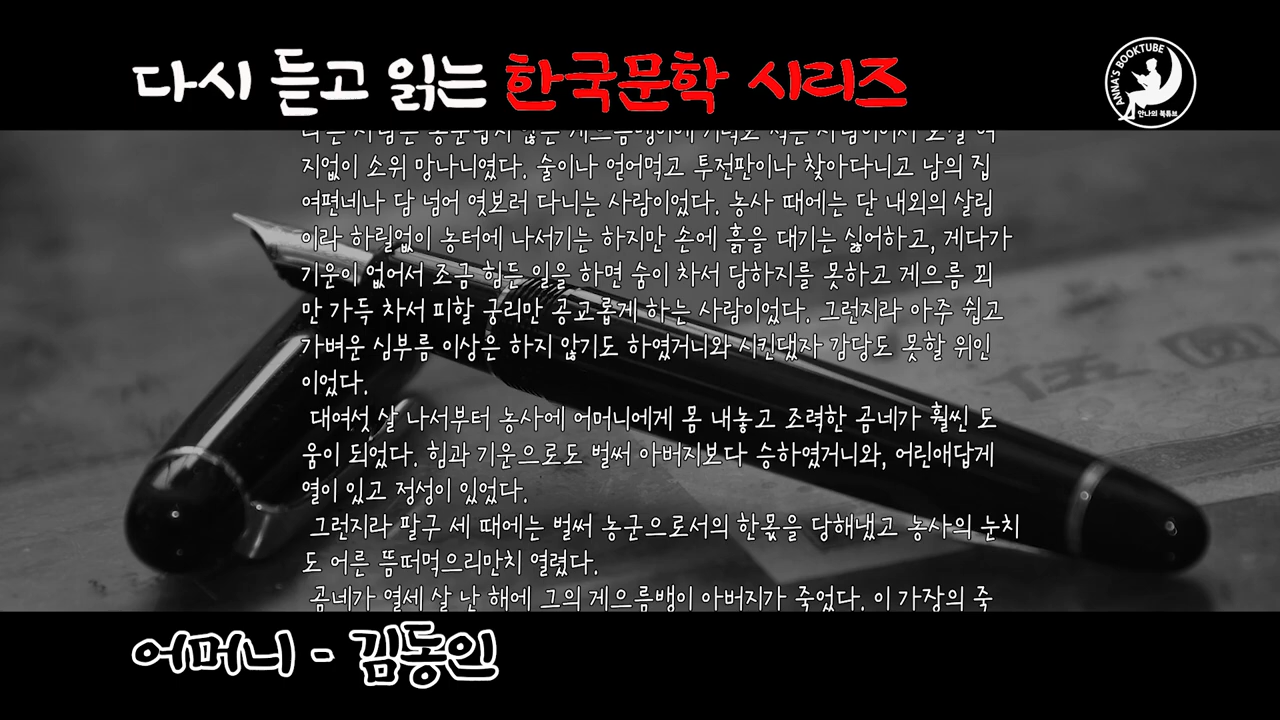 다시 듣고 읽는 한국문학 시리즈
ANNA'S BOOKTUBE
안나의 북튜브
지없이 소위 망나니였다. 술이나 얻어먹고 투전판이나 찾아다니고 남의 집
여편네나 담 넘어 엿보러 다니는 사람이었다. 농사 때에는 단 내외의 살림
이라 하릴없이 농터에 나서기는 하지만 손에 흙을 대기는 싫어하고, 게다가
기운이 없어서 조금 힘든 일을 하면 숨이 차서 당하지를 못하고 게으름 꾀
만 가득 차서 피할 궁리만 공교롭게 하는 사람이었다. 그런지라 아주 쉽고
가벼운 심부름 이상은 하지 않기도 하였거니와 시킨댔자 감당도 못할 위인
이었다.
대여섯 살 나서부터 농사에 어머니에게 몸 내놓고 조력한 곰네가 훨씬 도
움이 되었다. 힘과 기운으로도 벌써 아버지보다 승하였거니와, 어린애답게
열이 있고 정성이 있었다.
그런지라 팔구 세 때에는 벌써 농군으로서의 한몫을 당해냈고 농사의 눈치
도 어른 뜸떠먹으리만치 열렸다.
곰네가 열세 살 난 해에 그의 게으름뱅이 아버지가 죽었다. 이 가장의 죽
어머니 - 김동인